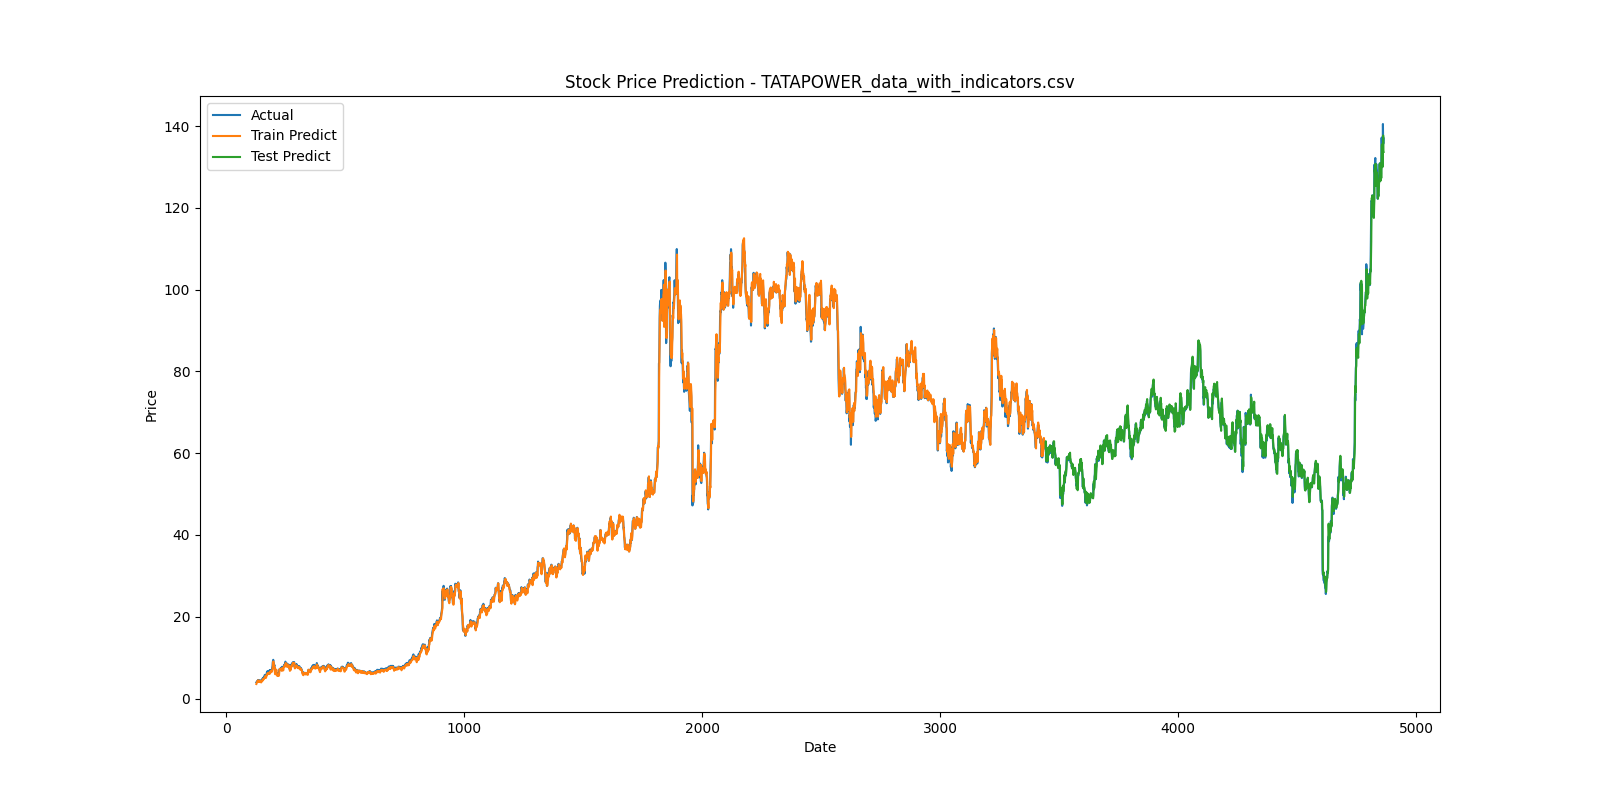 Stock Price Prediction - TATAPOWER_data_with_indicators.csv
Actual
Train Predict
Test Predict
140
120
100
80
60
40
20
0
Price
0 1000 2000 3000 4000 5000
Date